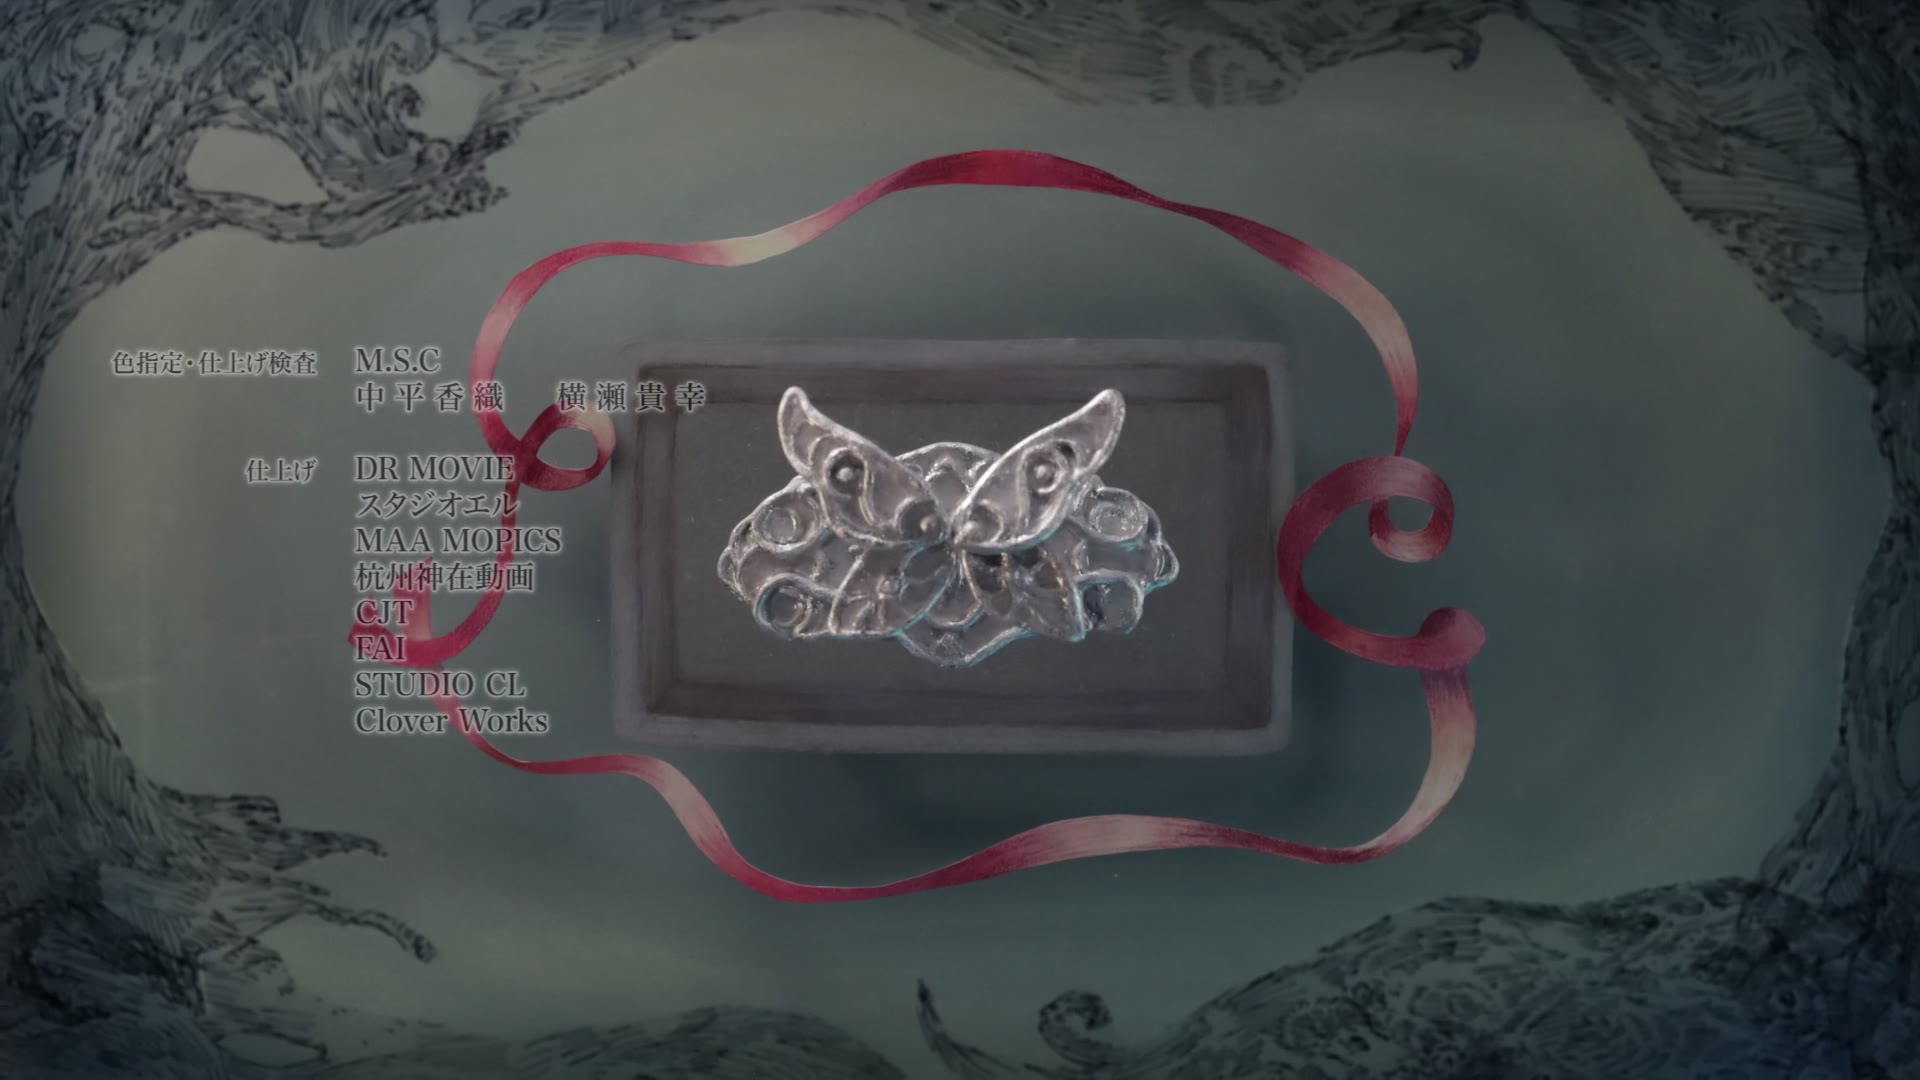 色指定・仕上げ検査 M.S.C
中平香織 横瀬貴幸
仕上げ DR MOVIE
スタジオエル
MAA MOPICS
杭州神在動画
CJT
FAI
STUDIO CL
Clover Works